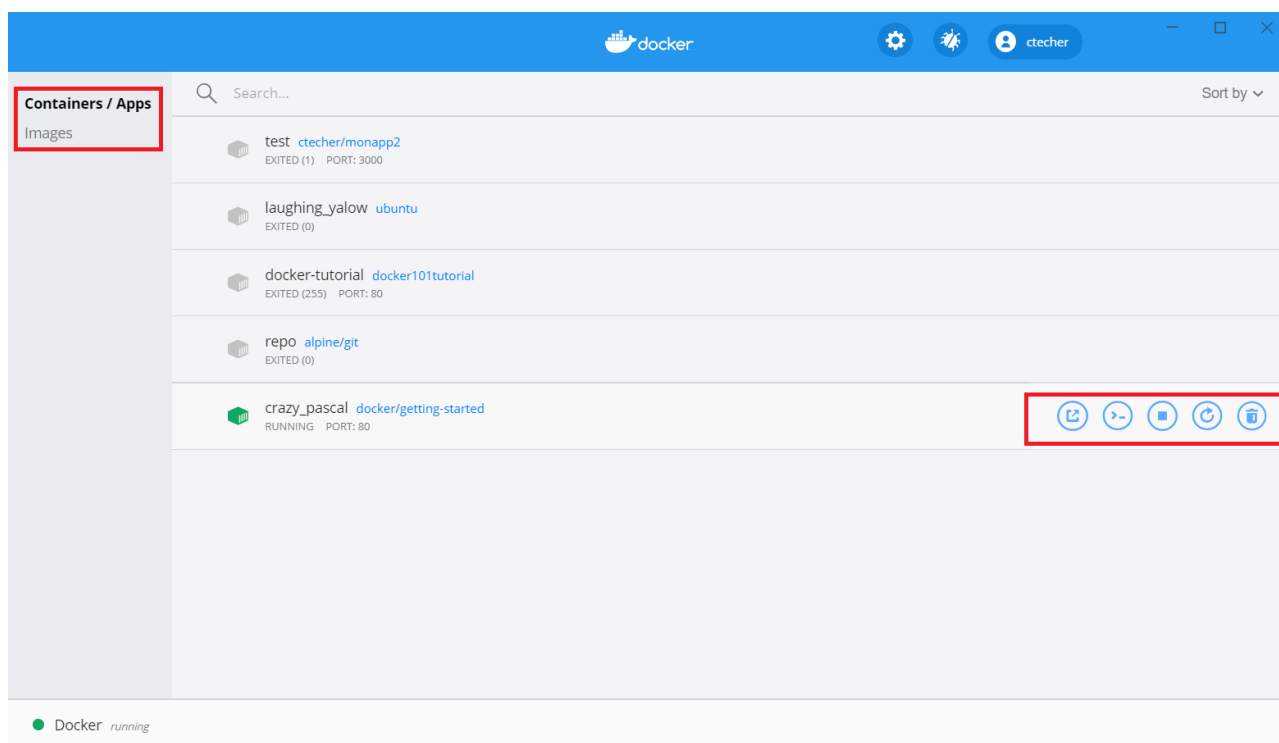 docker
ctecher
Containers / Apps
Images
Search...
Sort by
test ctecher/monapp2
EXITED (1) PORT: 3000
laughing_yalow ubuntu
EXITED (0)
docker-tutorial docker101tutorial
EXITED (255) PORT: 80
repo alpine/git
EXITED (0)
crazy_pascal docker/getting-started
RUNNING PORT: 80
Docker running